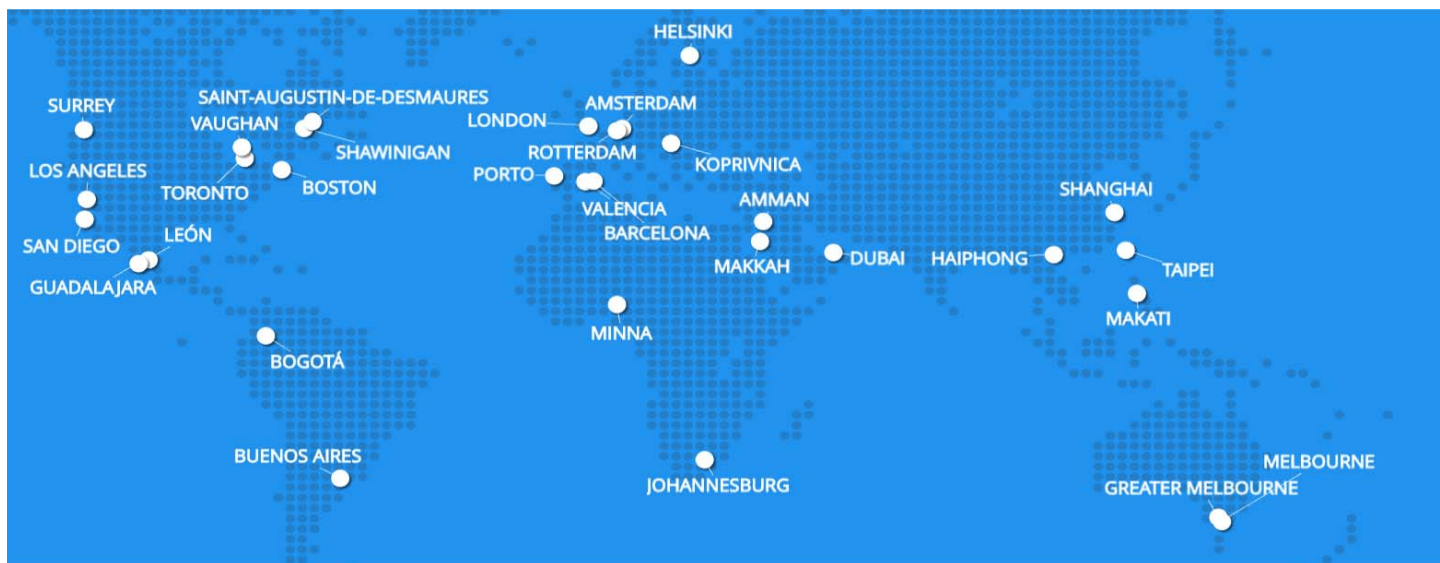 HELSINKI
SAINT-AUGUSTIN-DE-DESMAURES
SURREY
VAUGHAN
LONDON
AMSTERDAM
SHAWINIGAN
ROTTERDAM
KOPRIVNICA
LOS ANGELES
TORONTO
BOSTON
PORTO
SHANGHAI
VALENCIA
AMMAN
BARCELONA
LEÓN
SAN DIEGO
MAKKAH
DUBAI
HAIPHONG
TAIPEI
GUADALAJARA
MAKATI
MINNA
BOGOTÁ
BUENOS AIRES
MELBOURNE
JOHANNESBURG
GREATER MELBOURNE